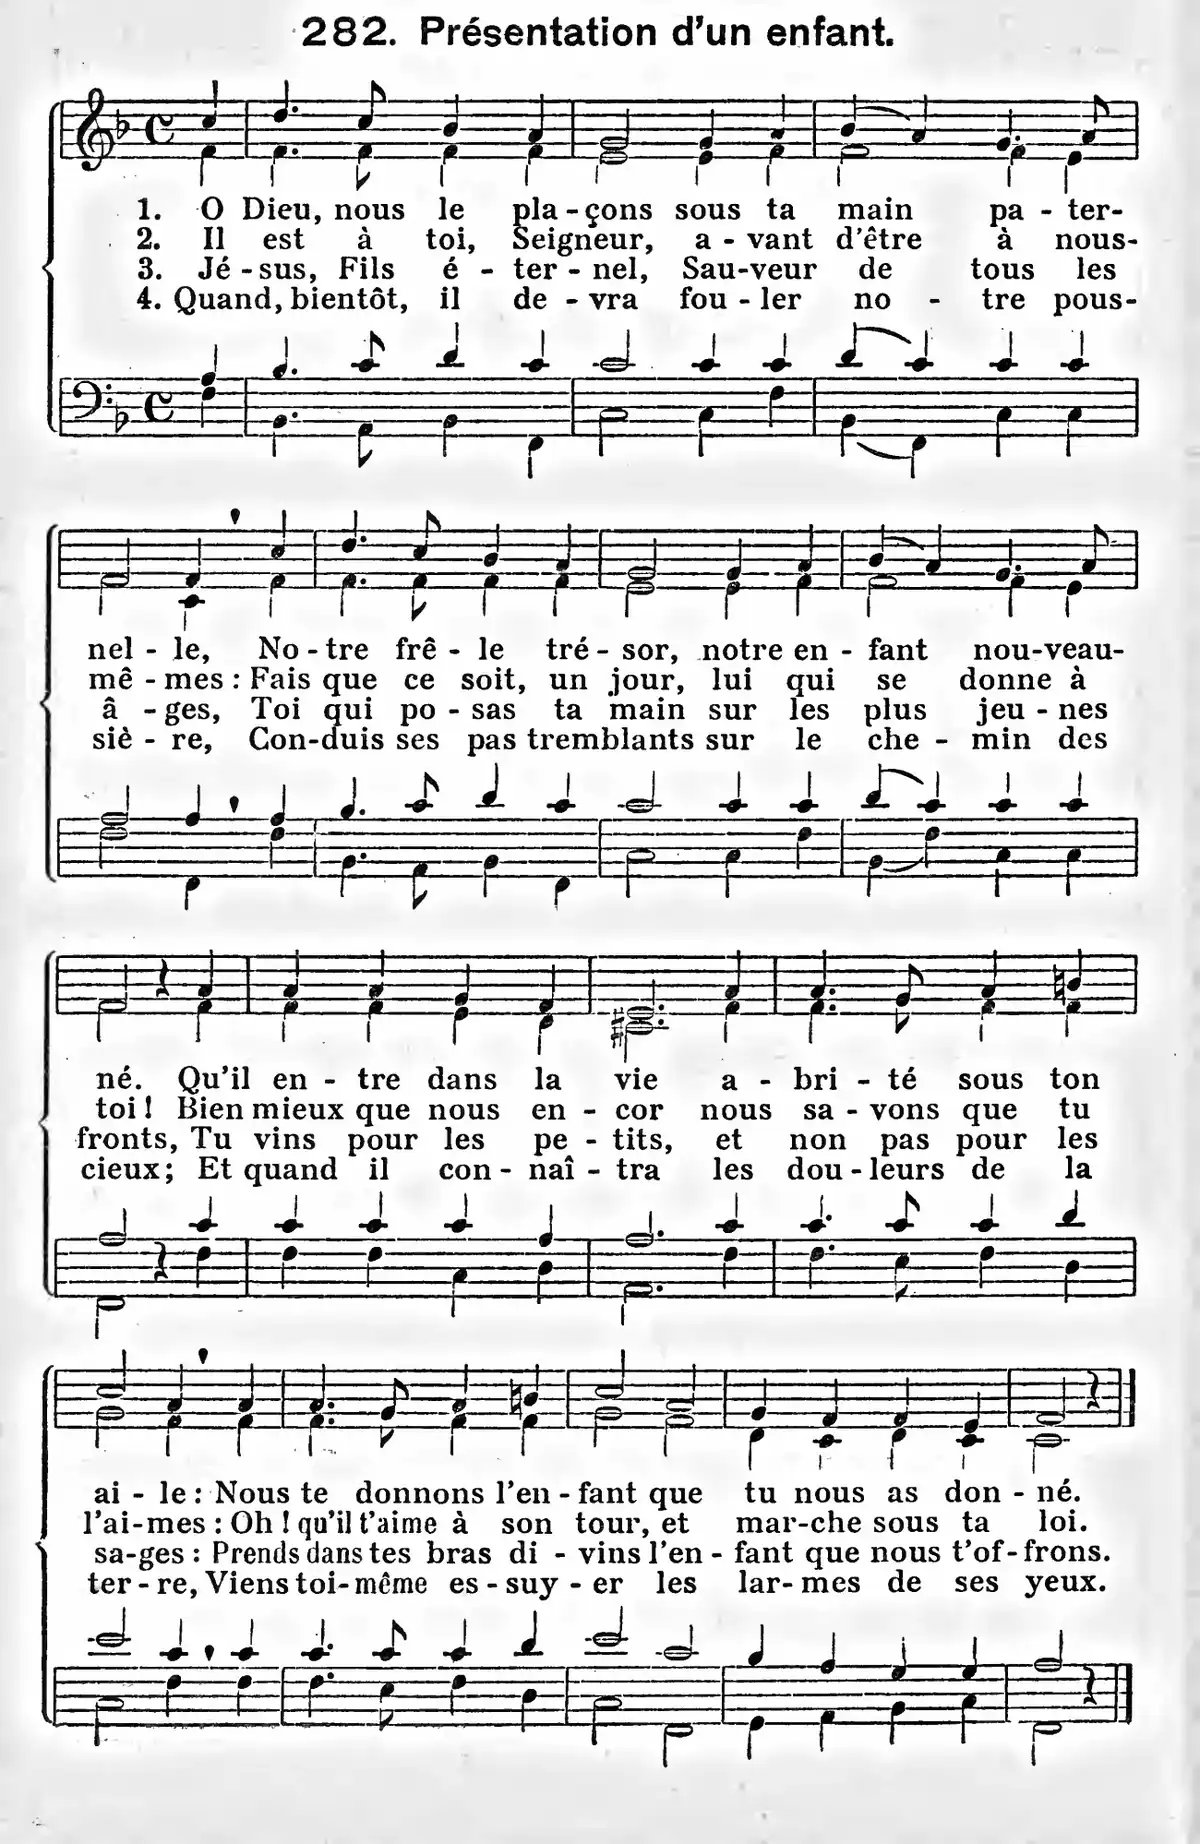 282. Présentation d'un enfant.
1. O Dieu, nous le pla - çons sous ta main pa - ter-
2. Il est à toi, Seigneur, a - vant d'être à nous-
3. Jé - sus, Fils é - ter - nel, Sau-veur de tous les
4. Quand, bientôt, il de - vra fou - ler no - tre pous-
nel - le, No - tre frê - le tré - sor, notre en - fant nou-veau-
mê - mes : Fais que ce soit, un jour, lui qui se donne à
â - ges, Toi qui po - sas ta main sur les plus jeu - nes
siè - re, Con-duis ses pas tremblants sur le che - min des
né. Qu'il en - tre dans la vie a - bri - té sous ton
toi ! Bien mieux que nous en - cor nous sa - vons que tu
fronts, Tu vins pour les pe - tits, et non pas pour les
cieux; Et quand il con - naî - tra les dou - leurs de la
ai - le : Nous te donnons l'en - fant que tu nous as don - né.
l'ai-mes : Oh ! qu'il t'aime à son tour, et mar-che sous ta loi.
sa-ges : Prends dans tes bras di - vins l'en - fant que nous t'of-frons.
ter - re, Viens toi-même es - suy - er les lar- mes de ses yeux.